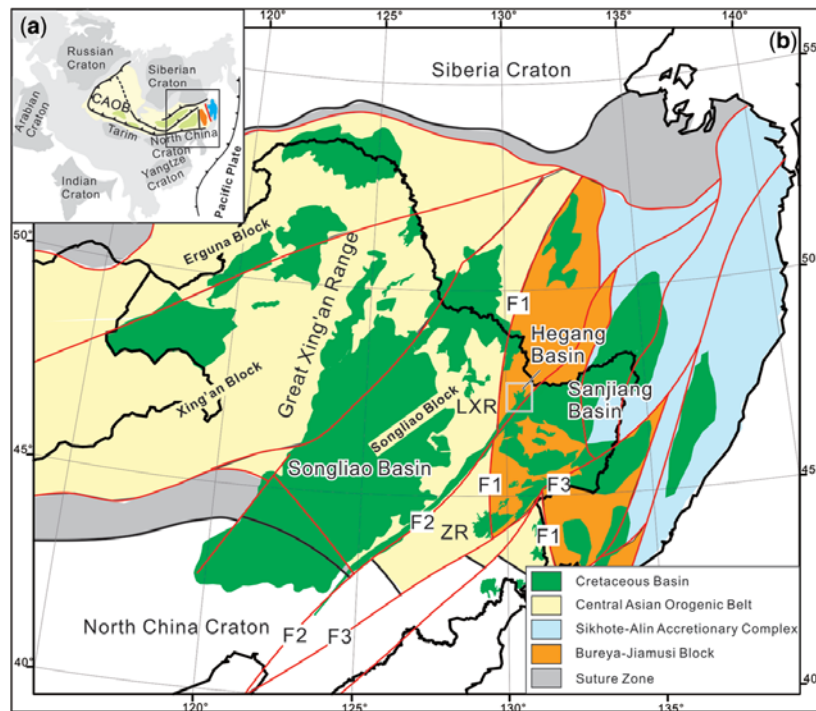 120° 125° 130° 135° 140°
(a)
(b)
Russian
Craton
Siberian
Craton
CAOB
Arabian
Craton
Tarim
North China
Craton
Yangtze
Craton
Indian
Craton
Pacific Plate
Siberia Craton
55°
55°
50°
50°
45°
45°
40°
40°
Erguna Block
Great Xing'an Range
Xing'an Block
F1
Hegang
Basin
LXR
Songliao Block
Sanjiang
Basin
Songliao Basin
F1
F3
F2
ZR
F1
North China Craton
F2
F3
Cretaceous Basin
Central Asian Orogenic Belt
Sikhote-Alin Accretionary Complex
Bureya-Jiamusi Block
Suture Zone
120° 125° 130° 135°